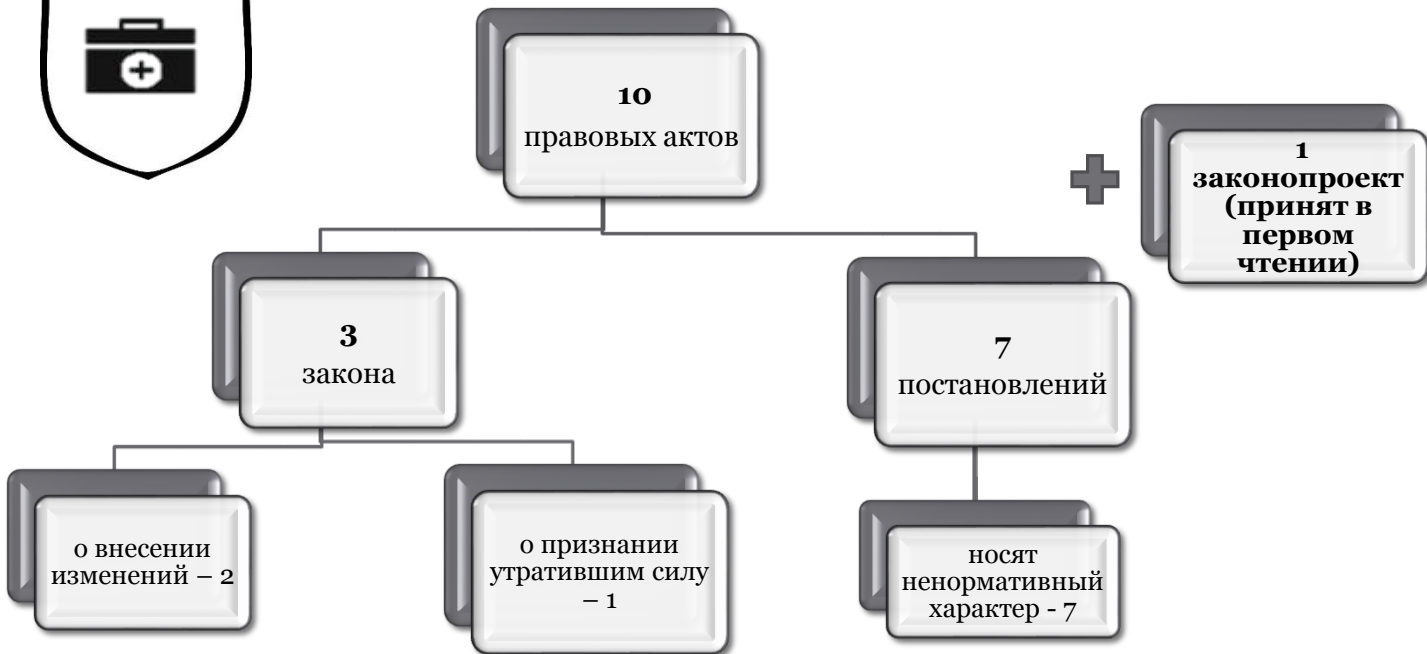 10
правовых актов
1
законопроект
(принят в
первом
чтении)
3
закона
7
постановлений
о внесении
изменений – 2
о признании
утратившим силу
– 1
носят
ненормативный
характер - 7